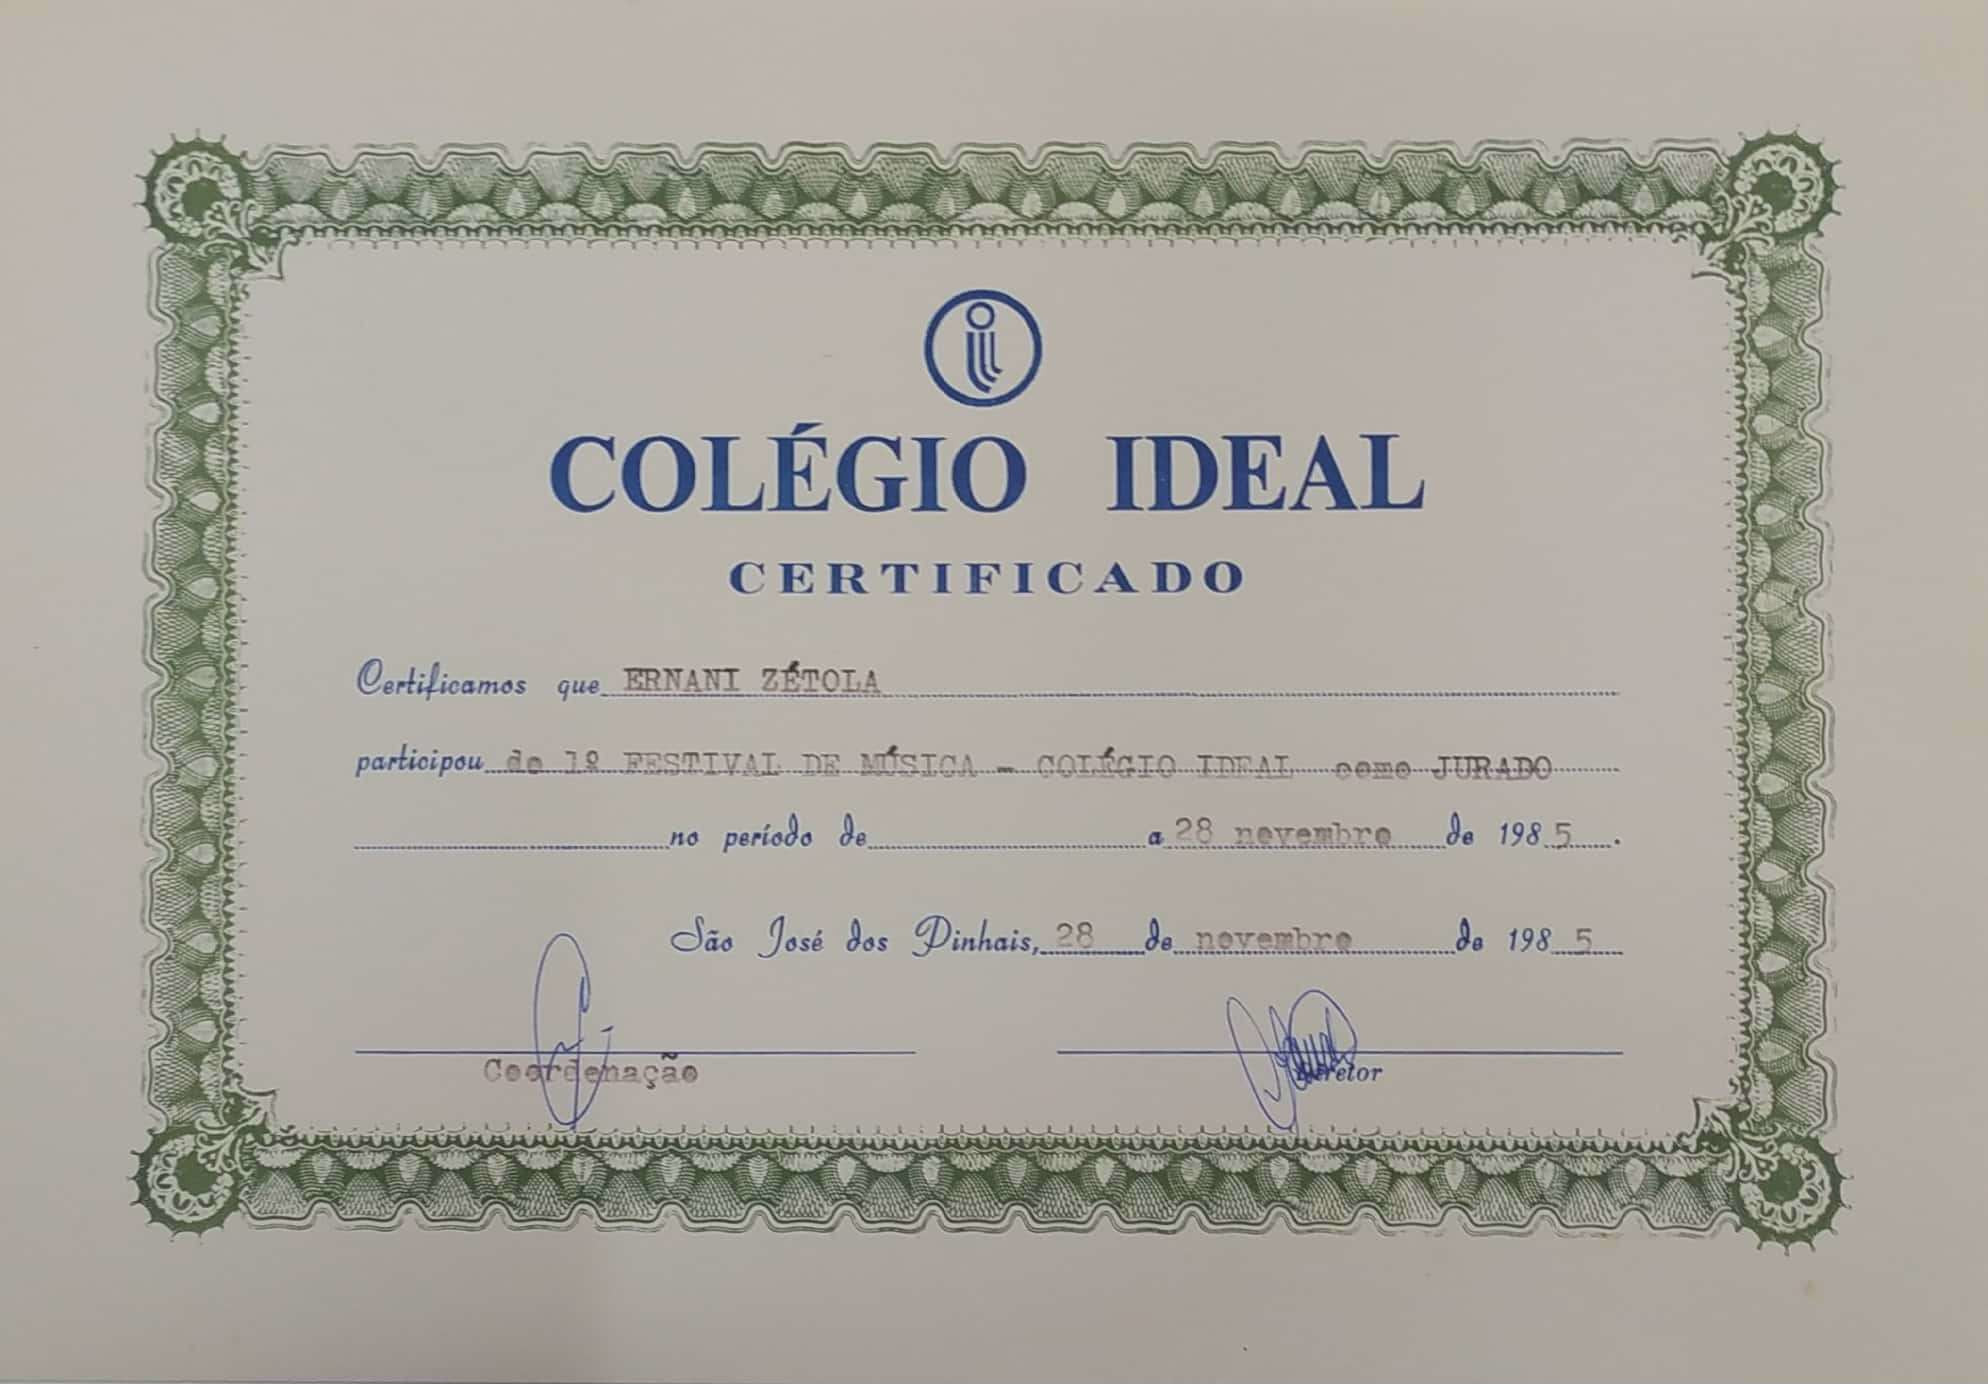 COLÉGIO IDEAL
CERTIFICADO
Certificamos que ERNANI ZÉTOLA
participou do 1º FESTIVAL DE MÚSICA - COLÉGIO IDEAL como JURADO
no período de a 28 novembro de 1985.
São José dos Pinhais, 28 de novembro de 1985
Coordenação Diretor